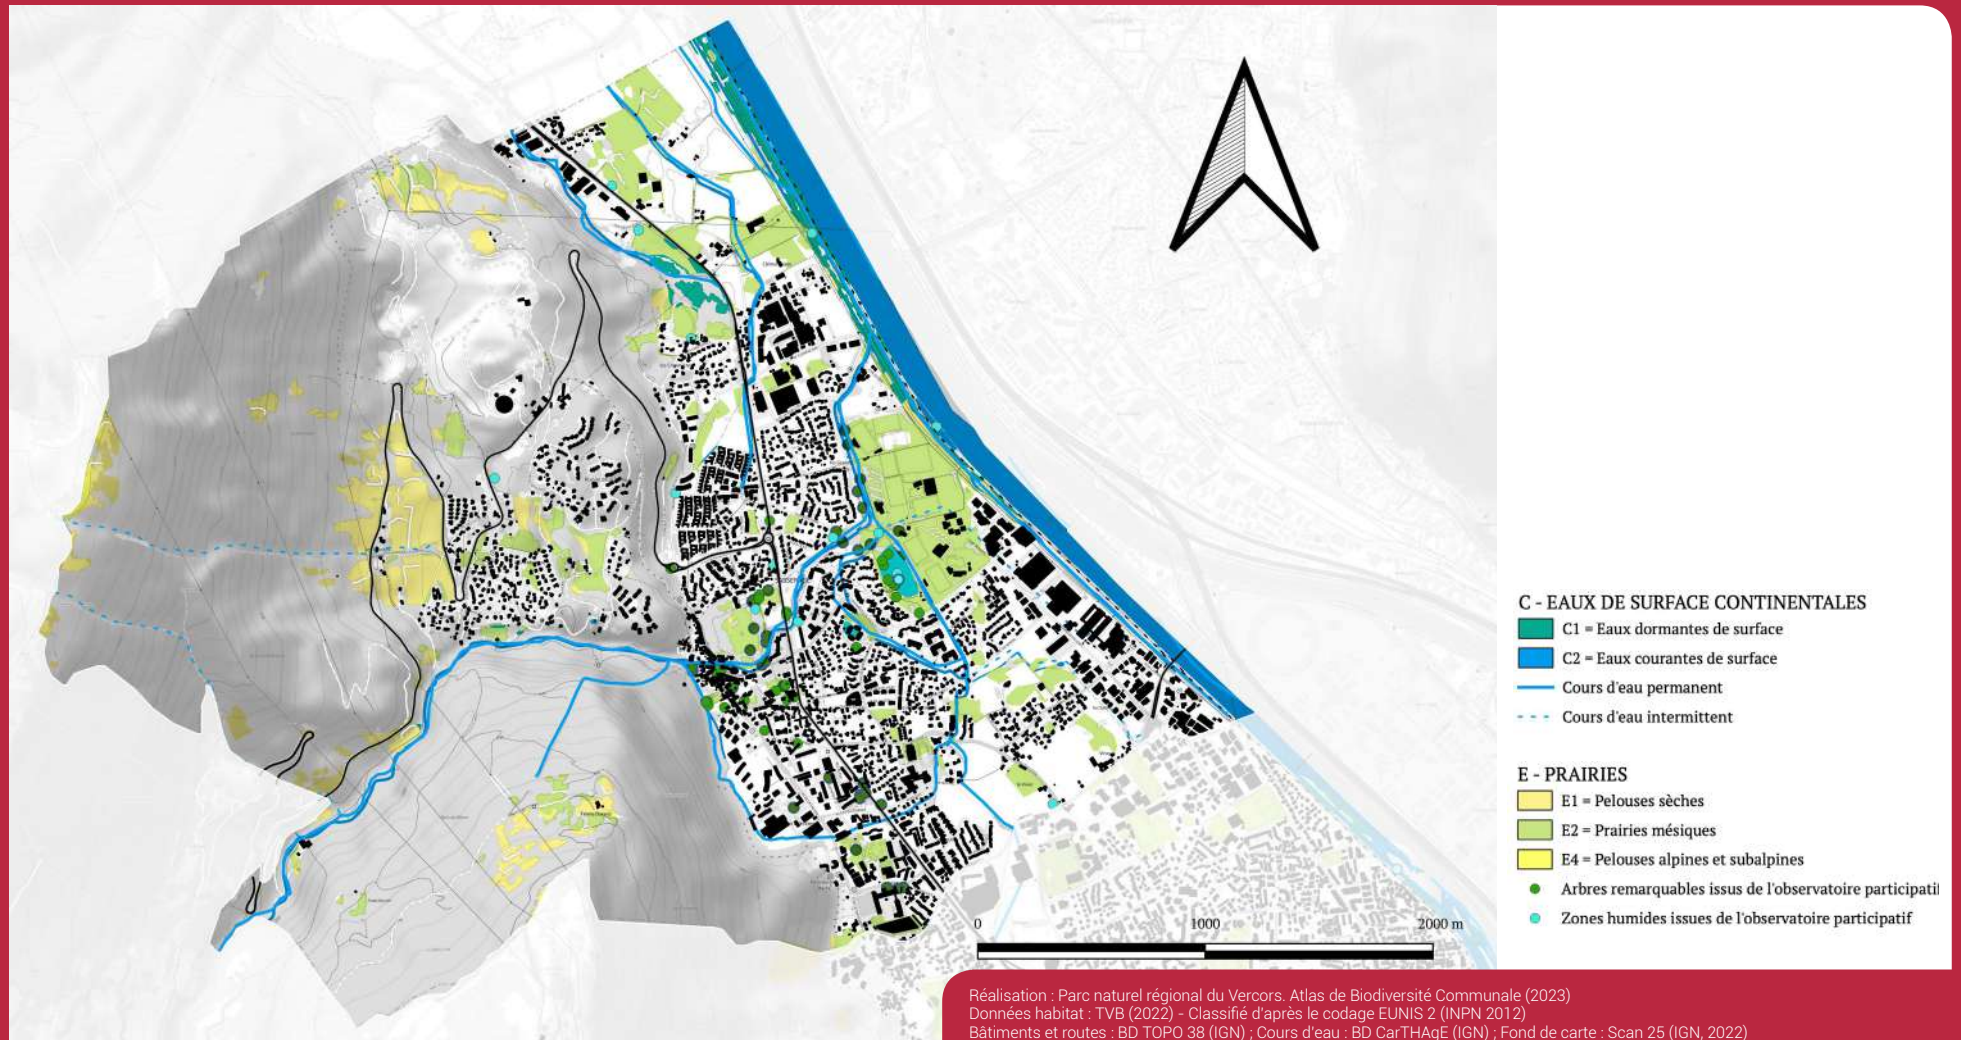 C - EAUX DE SURFACE CONTINENTALES
C1 = Eaux dormantes de surface
C2 = Eaux courantes de surface
Cours d'eau permanent
Cours d'eau intermittent
E - PRAIRIES
E1 = Pelouses sèches
E2 = Prairies mésiques
E4 = Pelouses alpines et subalpines
Arbres remarquables issus de l'observatoire participati
Zones humides issues de l'observatoire participatif
0 1000 2000 m
Réalisation : Parc naturel régional du Vercors. Atlas de Biodiversité Communale (2023)
Données habitat : TVB (2022) - Classifié d'après le codage EUNIS 2 (INPN 2012)
Bâtiments et routes : BD TOPO 38 (IGN) ; Cours d'eau : BD CarTHAgE (IGN) ; Fond de carte : Scan 25 (IGN, 2022)